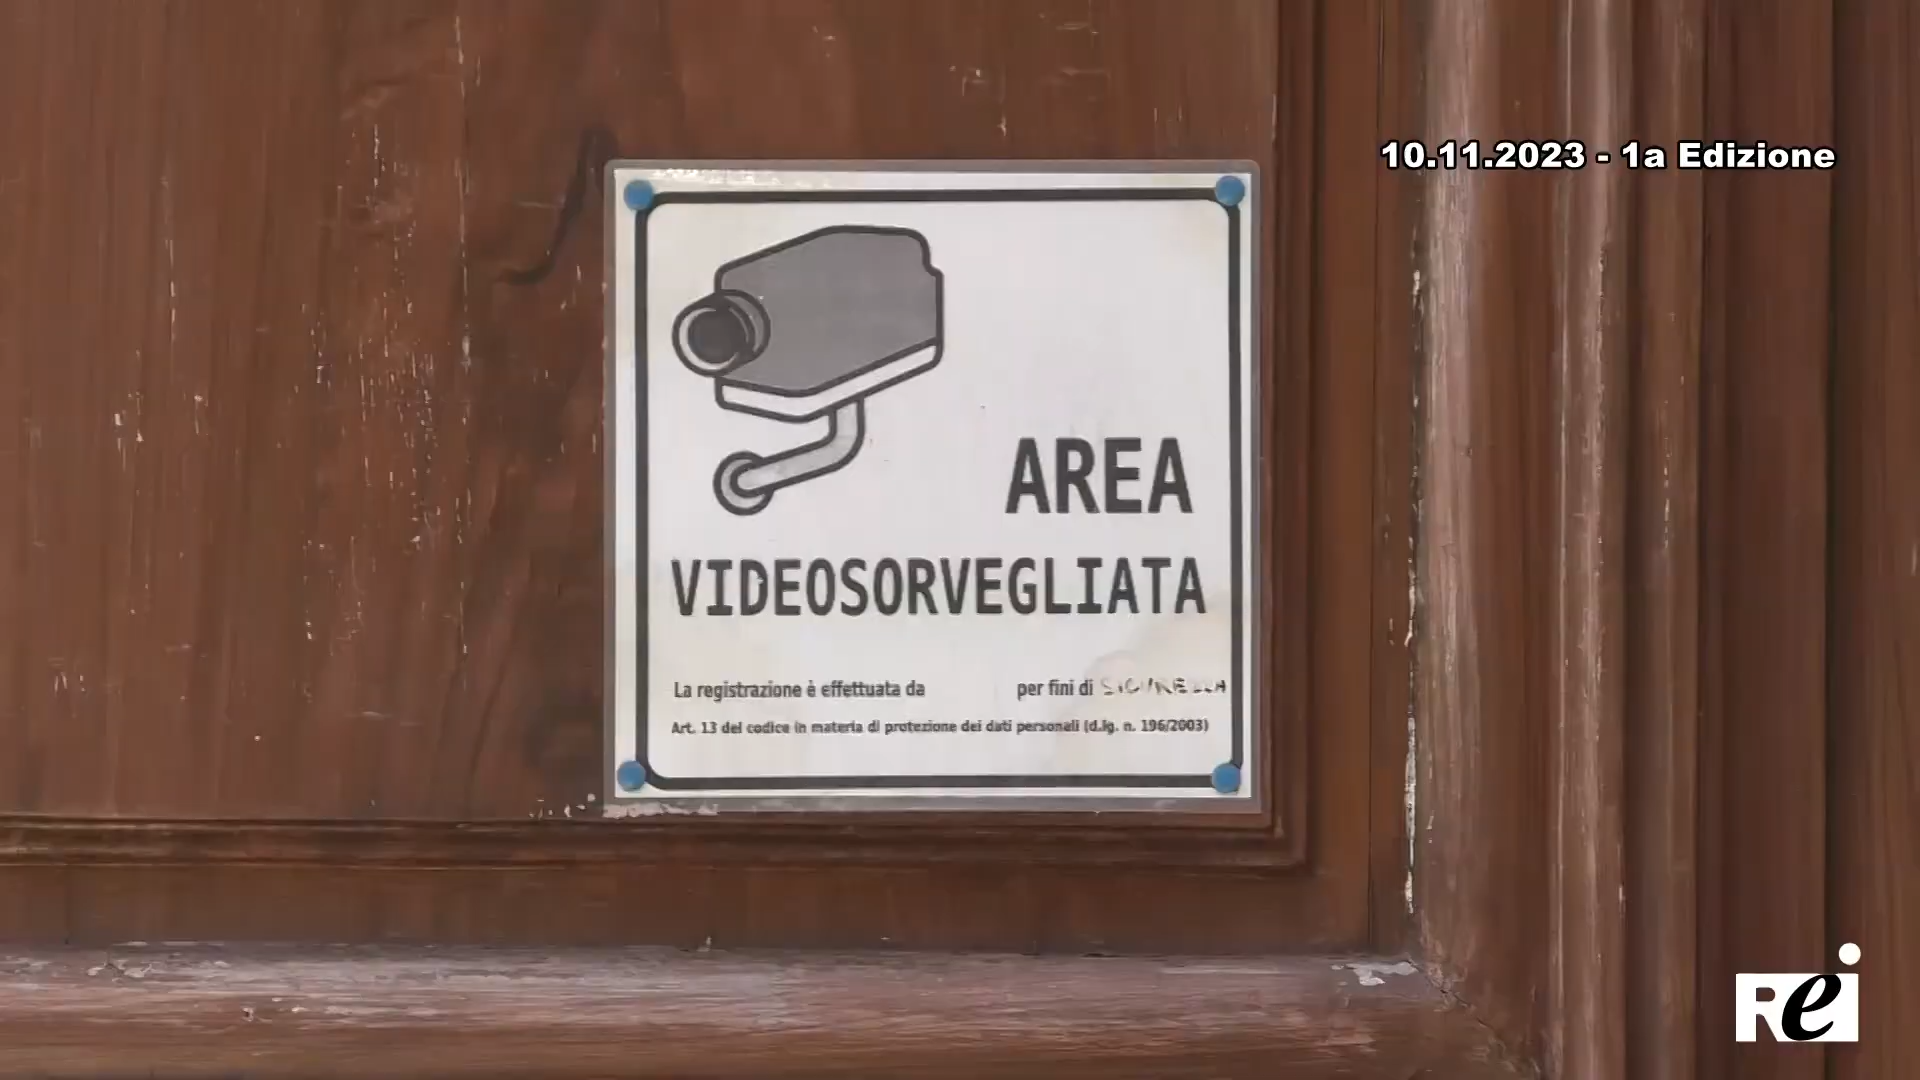 10.11.2023 - 1a Edizione
AREA
VIDEOSORVEGLIATA
La registrazione è effettuata da per fini di SICUREZZA
Art. 13 del codice in materia di protezione dei dati personali (d.lg. n. 196/2003)
Rei